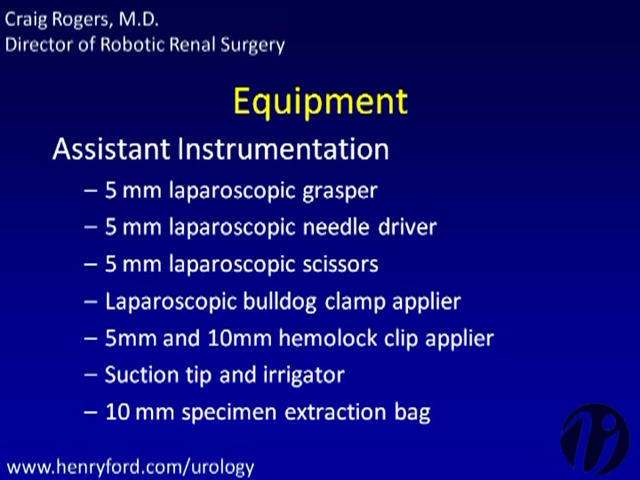 Craig Rogers, M.D.
Director of Robotic Renal Surgery
Equipment
Assistant Instrumentation
– 5 mm laparoscopic grasper
– 5 mm laparoscopic needle driver
– 5 mm laparoscopic scissors
– Laparoscopic bulldog clamp applier
– 5mm and 10mm hemolock clip applier
– Suction tip and irrigator
– 10 mm specimen extraction bag
www.henryford.com/urology